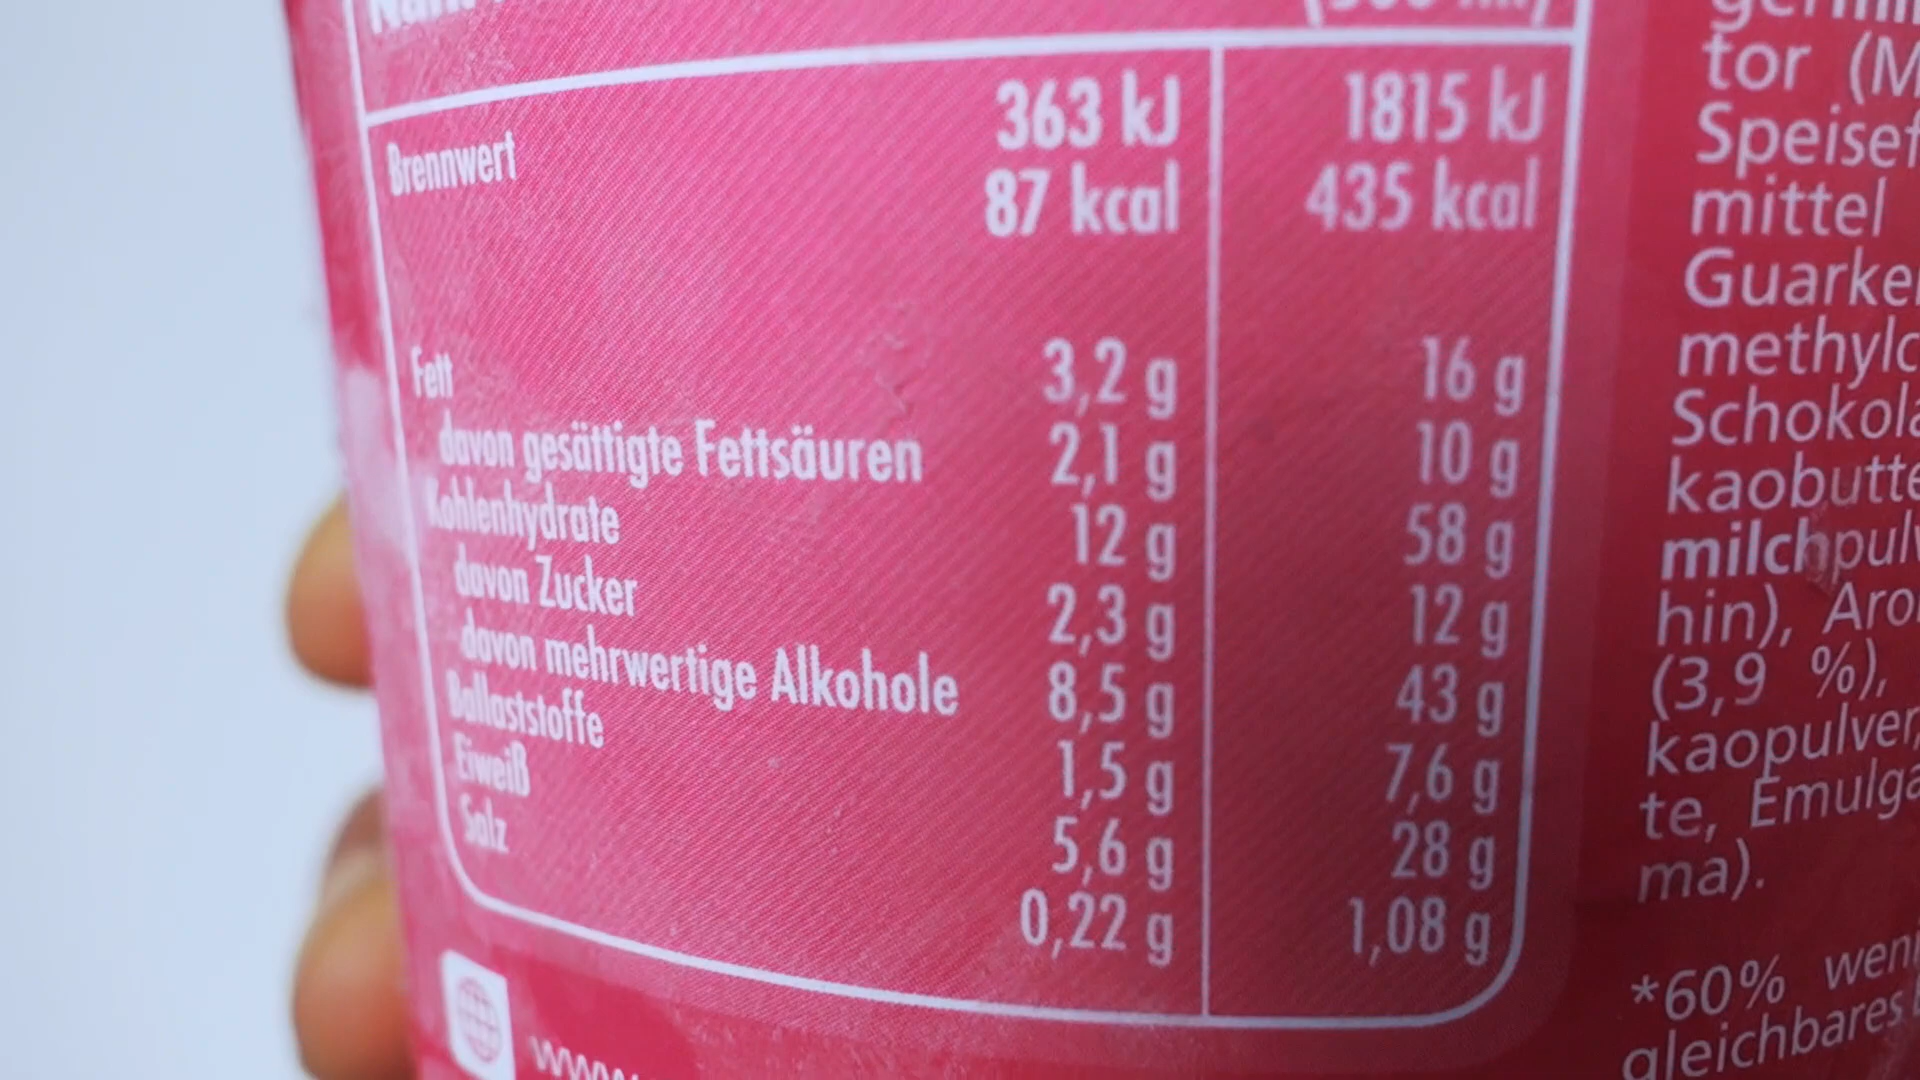 Brennwert 363 kJ 1815 kJ
87 kcal 435 kcal
Fett 3,2 g 16 g
davon gesättigte Fettsäuren 2,1 g 10 g
Kohlenhydrate 12 g 58 g
davon Zucker 2,3 g 12 g
davon mehrwertige Alkohole 8,5 g 43 g
Ballaststoffe 1,5 g 7,6 g
Eiweiß 5,6 g 28 g
Salz 0,22 g 1,08 g
tor (M
Speisef
mittel
Guarke
methylc
Schokola
kaobutte
milchpulv
hin), Aro
(3,9 %),
kaopulver,
te, Emulga
ma).
*60% weni
gleichbares